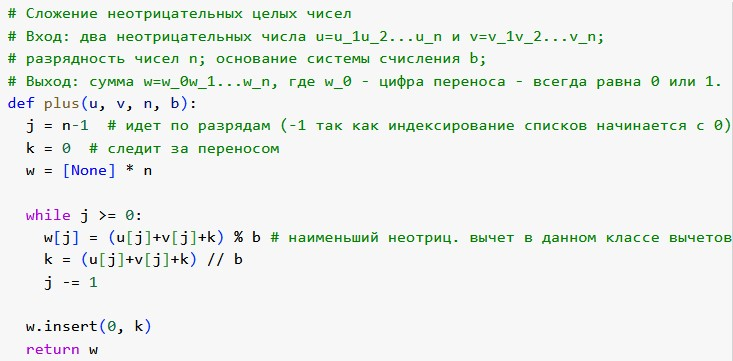 # Сложение неотрицательных целых чисел
# Вход: два неотрицательных числа u=u_1u_2...u_n и v=v_1v_2...v_n;
# разрядность чисел n; основание системы счисления b;
# Выход: сумма w=w_0w_1...w_n, где w_0 - цифра переноса - всегда равна 0 или 1.
def plus(u, v, n, b):
  j = n-1  # идет по разрядам (-1 так как индексирование списков начинается с 0)
  k = 0  # следит за переносом
  w = [None] * n
  while j >= 0:
    w[j] = (u[j]+v[j]+k) % b # наименьший неотриц. вычет в данном классе вычетов
    k = (u[j]+v[j]+k) // b
    j -= 1
  w.insert(0, k)
  return w